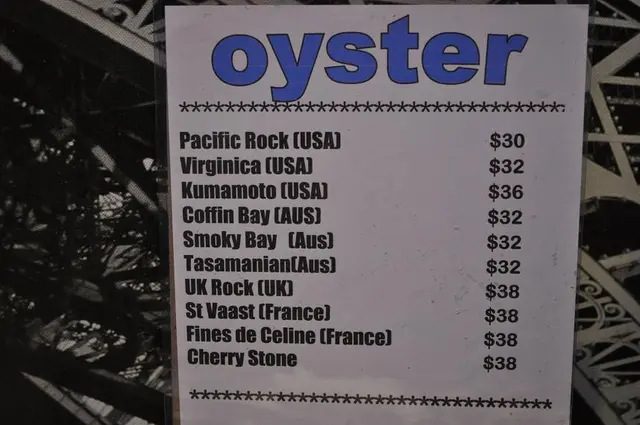 oyster
**********************************************
Pacific Rock (USA) $30
Virginica (USA) $32
Kumamoto (USA) $36
Coffin Bay (AUS) $32
Smoky Bay (Aus) $32
Tasamanian(Aus) $32
UK Rock (UK) $38
St Vaast (France) $38
Fines de Celine (France) $38
Cherry Stone $38
******************************************